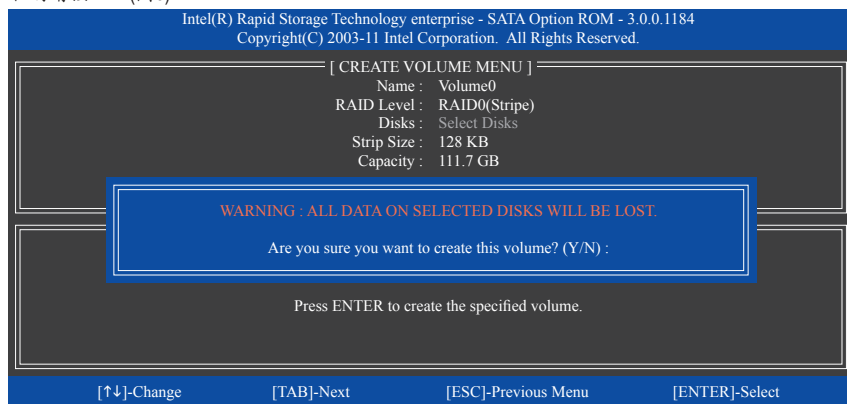 Intel(R) Rapid Storage Technology enterprise - SATA Option ROM - 3.0.0.1184
Copyright(C) 2003-11 Intel Corporation. All Rights Reserved.
[ CREATE VOLUME MENU ]
Name : Volume0
RAID Level : RAID0(Stripe)
Disks : Select Disks
Strip Size : 128 KB
Capacity : 111.7 GB
WARNING : ALL DATA ON SELECTED DISKS WILL BE LOST.
Are you sure you want to create this volume? (Y/N) :
Press ENTER to create the specified volume.
[↑↓]-Change [TAB]-Next [ESC]-Previous Menu [ENTER]-Select